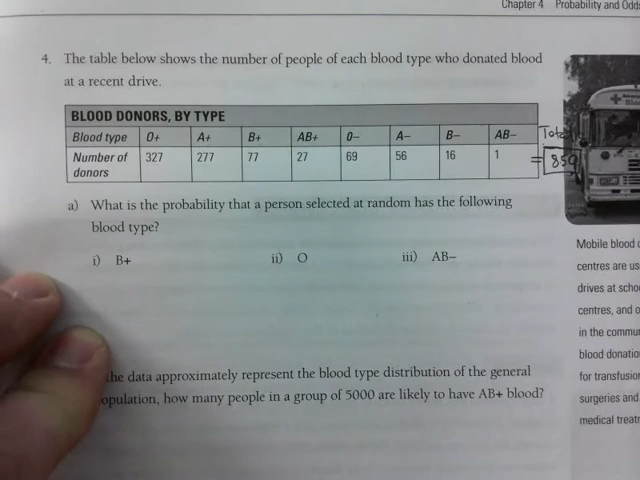 Chapter 4 Probability and Odds
4. The table below shows the number of people of each blood type who donated blood
at a recent drive.
BLOOD DONORS, BY TYPE
Blood type O+ A+ B+ AB+ O− A− B− AB− Total
Number of 327 277 77 27 69 56 16 1 = 850
donors
a) What is the probability that a person selected at random has the following
blood type?
i) B+ ii) O iii) AB−
the data approximately represent the blood type distribution of the general
opulation, how many people in a group of 5000 are likely to have AB+ blood?
Mobile blood
centres are us
drives at scho
centres, and o
in the commu
blood donatio
for transfusion
surgeries and
medical treat